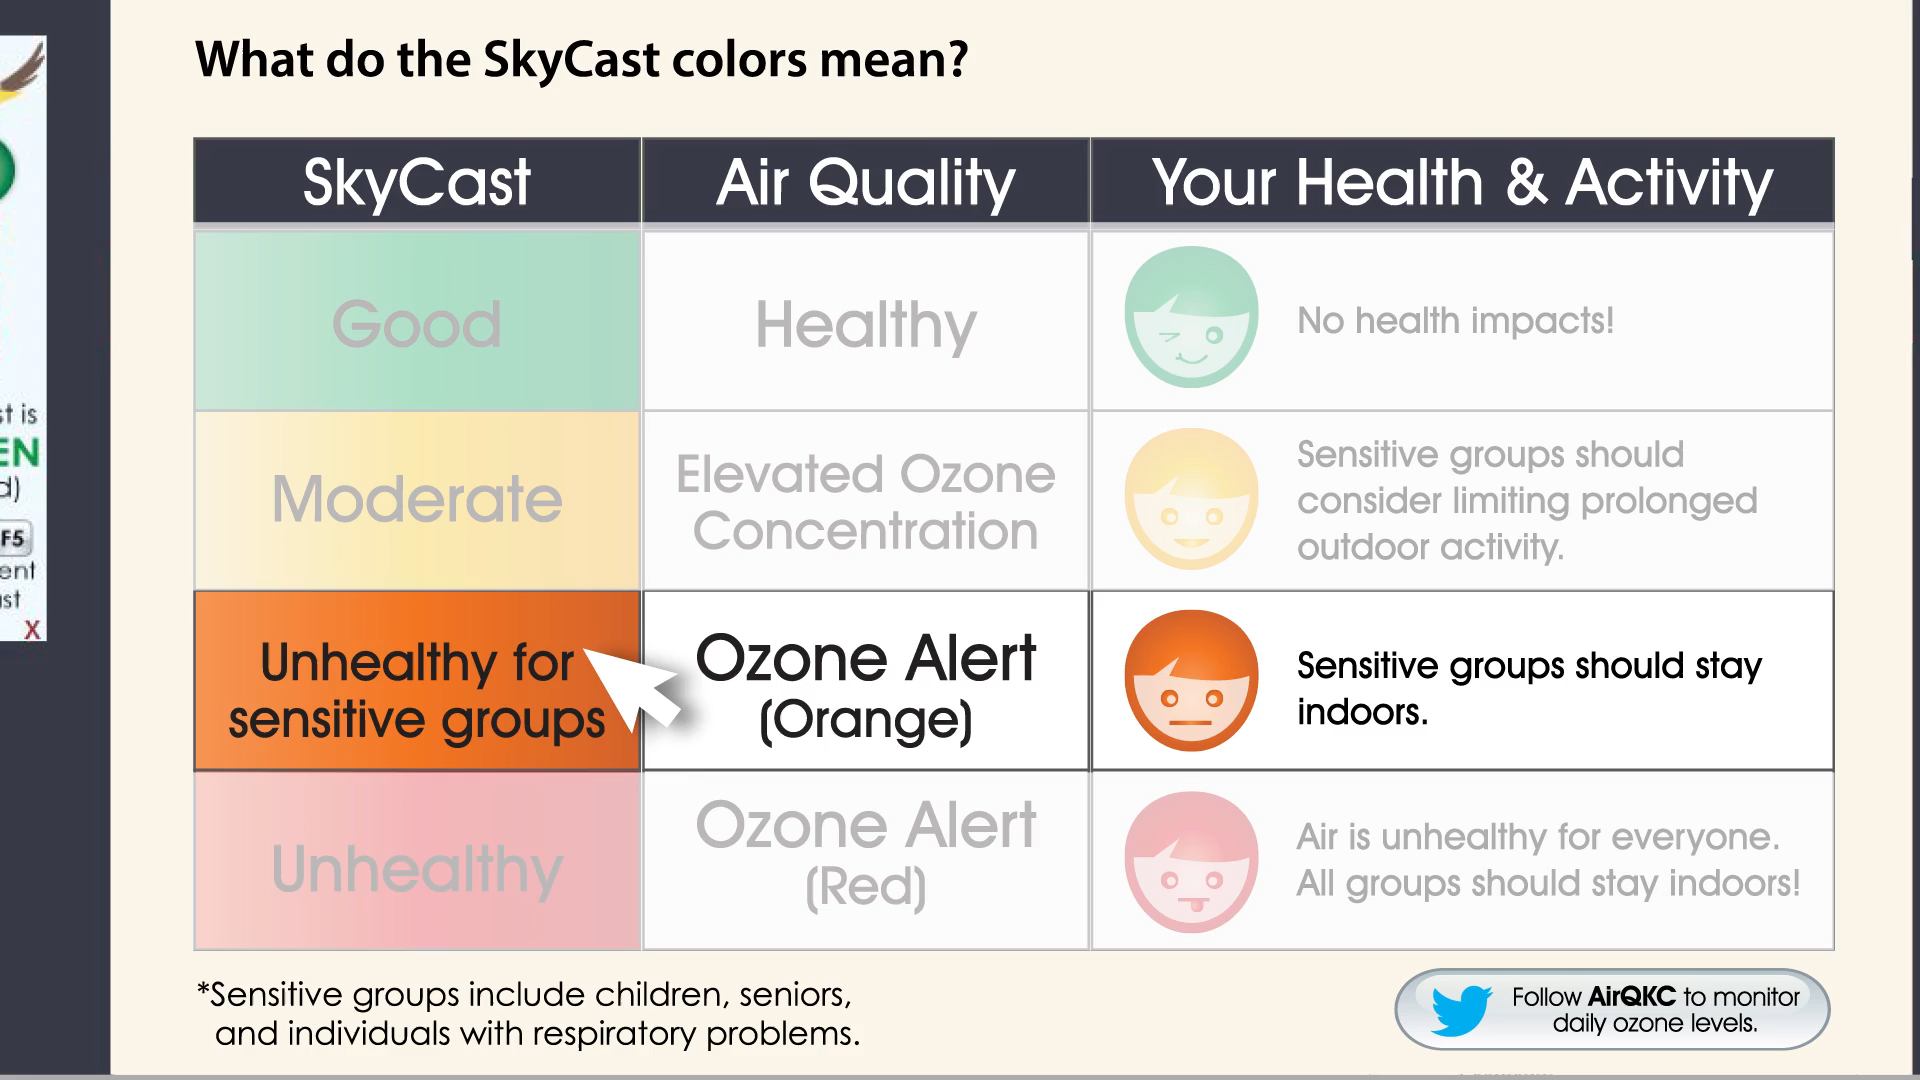 What do the SkyCast colors mean?
SkyCast Air Quality Your Health & Activity
Good Healthy No health impacts!
Moderate
Elevated Ozone
Concentration
Sensitive groups should
consider limiting prolonged
outdoor activity.
Unhealthy for
sensitive groups
Ozone Alert
(Orange)
Sensitive groups should stay
indoors.
Unhealthy
Ozone Alert
(Red)
Air is unhealthy for everyone.
All groups should stay indoors!
*Sensitive groups include children, seniors,
and individuals with respiratory problems.
Follow AirQKC to monitor
daily ozone levels.
is
F5
X